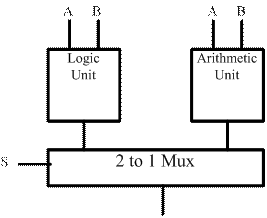 A B A B
Logic Arithmetic
Unit Unit
S 2 to 1 Mux